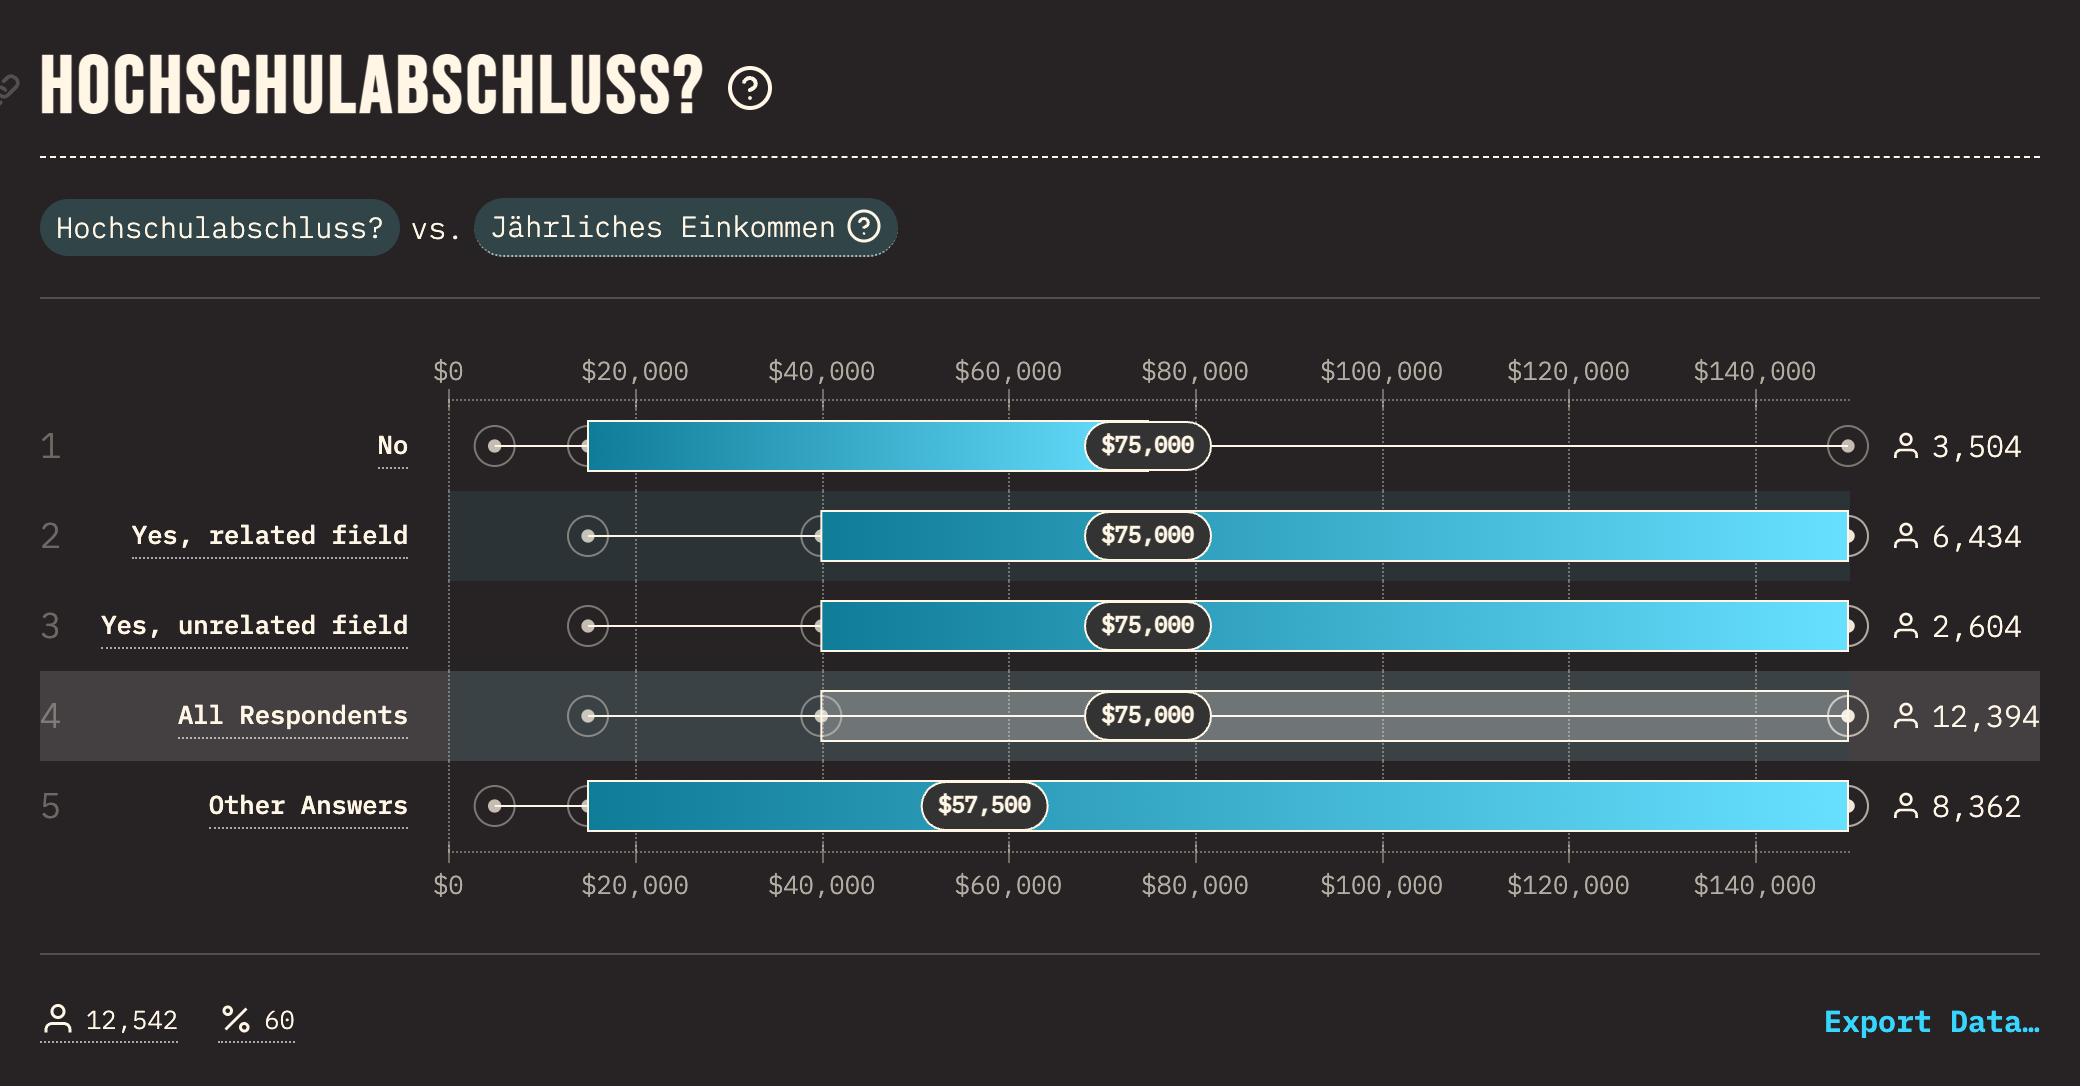 HOCHSCHULABSCHLUSS?
Hochschulabschluss? vs. Jährliches Einkommen
$0 $20,000 $40,000 $60,000 $80,000 $100,000 $120,000 $140,000
1 No $75,000 3,504
2 Yes, related field $75,000 6,434
3 Yes, unrelated field $75,000 2,604
4 All Respondents $75,000 12,394
5 Other Answers $57,500 8,362
$0 $20,000 $40,000 $60,000 $80,000 $100,000 $120,000 $140,000
12,542 % 60 Export Data…